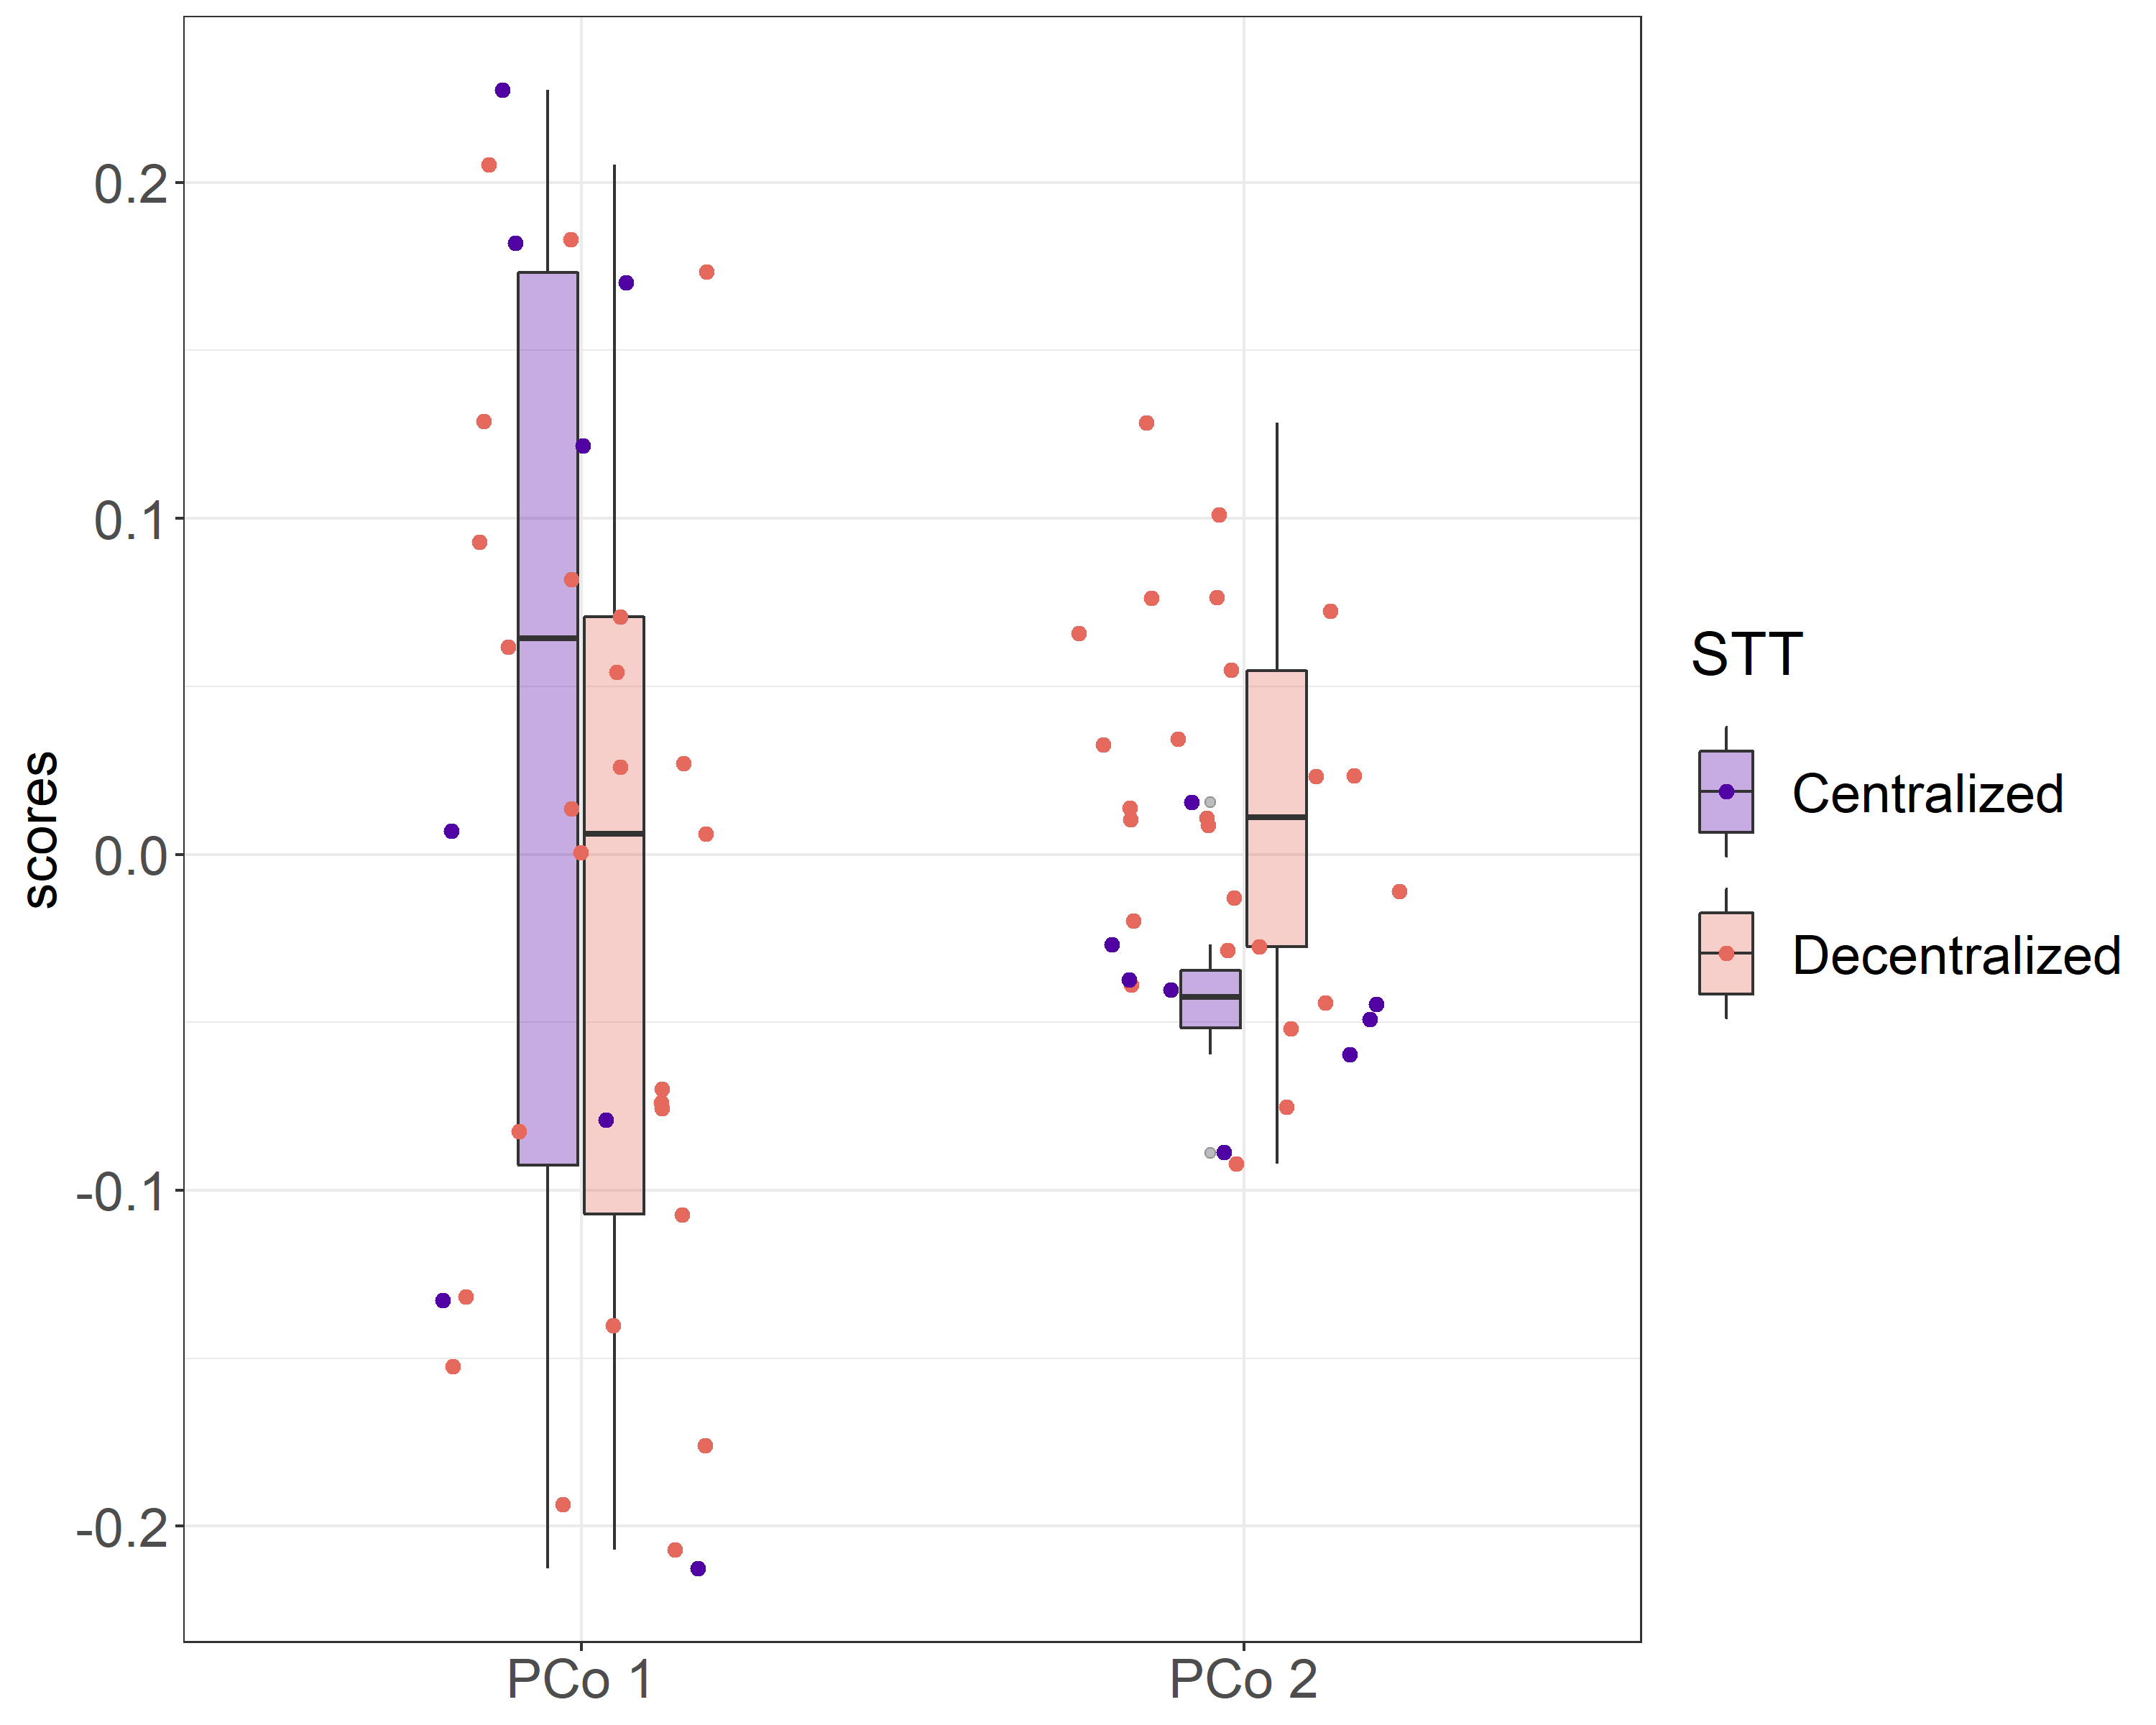 scores
0.2
0.1
0.0
-0.1
-0.2
PCo 1
PCo 2
STT
Centralized
Decentralized